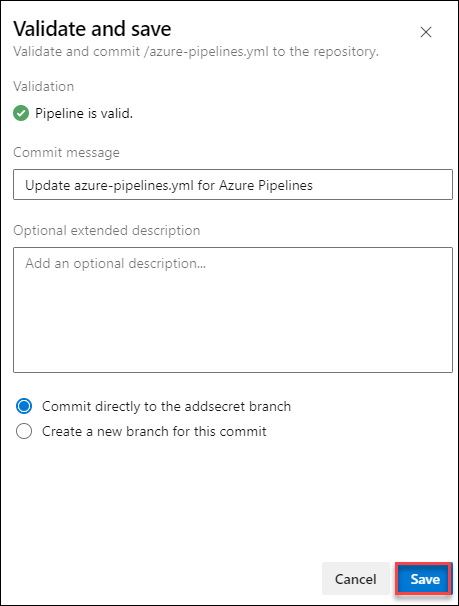 Validate and save
Validate and commit /azure-pipelines.yml to the repository.
Validation
Pipeline is valid.
Commit message
Update azure-pipelines.yml for Azure Pipelines
Optional extended description
Add an optional description...
Commit directly to the addsecret branch
Create a new branch for this commit
Cancel
Save